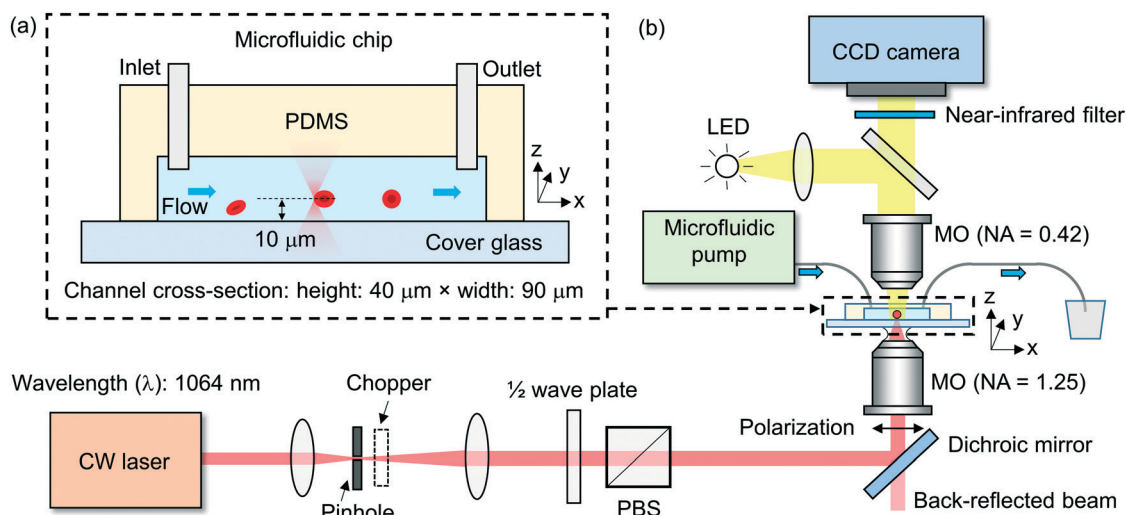 (a)
Microfluidic chip
Inlet
Outlet
PDMS
z
y
x
Flow
10 μm
Cover glass
Channel cross-section: height: 40 μm × width: 90 μm
(b)
CCD camera
Near-infrared filter
LED
Microfluidic
pump
MO (NA = 0.42)
z
y
x
MO (NA = 1.25)
Wavelength (λ): 1064 nm
Chopper
½ wave plate
Polarization
Dichroic mirror
CW laser
Pinhole
PBS
Back-reflected beam